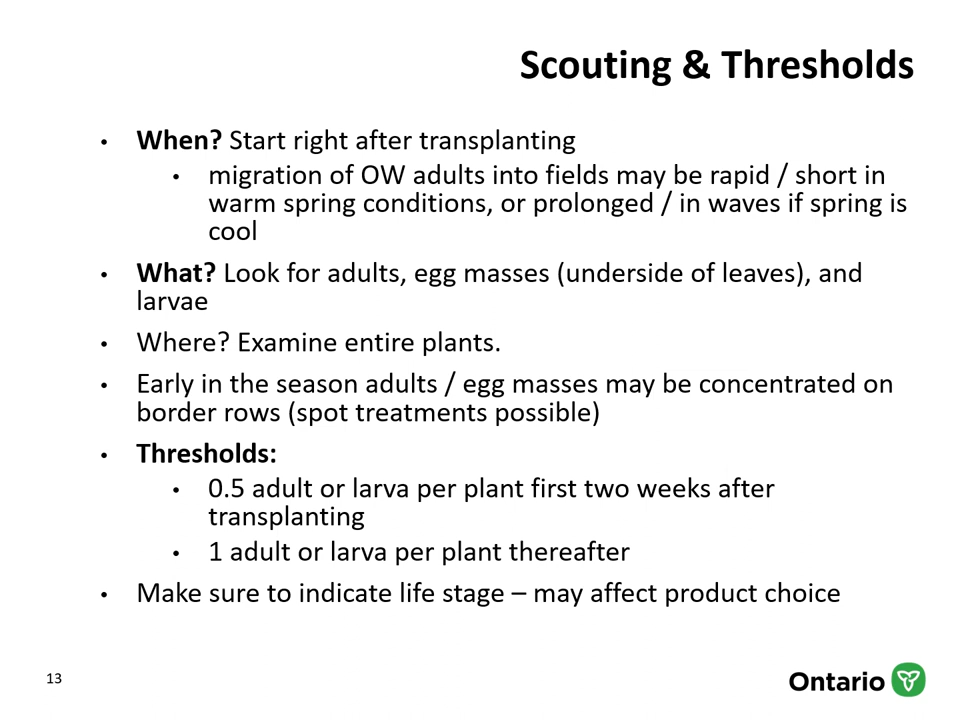 Scouting & Thresholds
• When? Start right after transplanting
• migration of OW adults into fields may be rapid / short in
warm spring conditions, or prolonged / in waves if spring is
cool
• What? Look for adults, egg masses (underside of leaves), and
larvae
• Where? Examine entire plants.
• Early in the season adults / egg masses may be concentrated on
border rows (spot treatments possible)
• Thresholds:
• 0.5 adult or larva per plant first two weeks after
transplanting
• 1 adult or larva per plant thereafter
• Make sure to indicate life stage – may affect product choice
13
Ontario